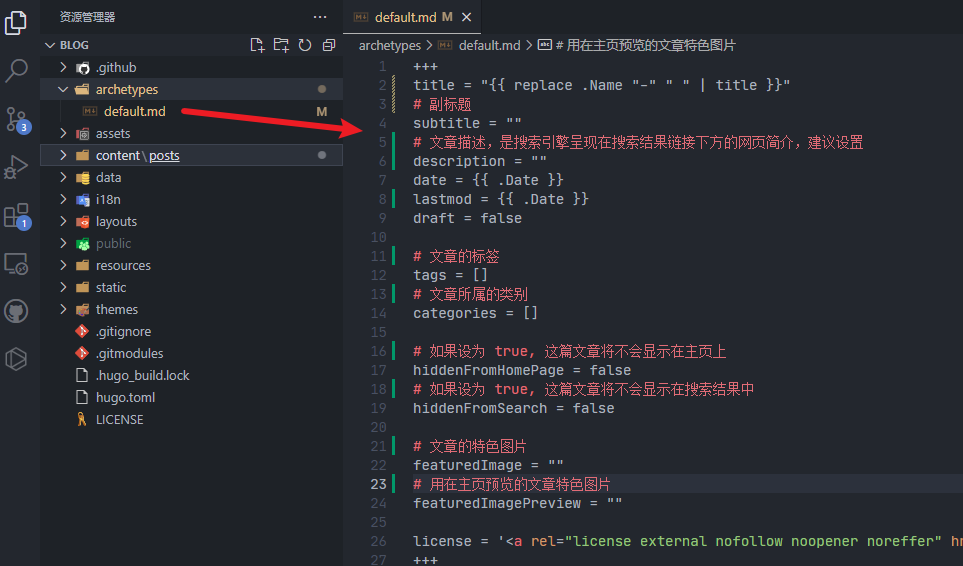 资源管理器
BLOG
.github
archetypes
default.md M
assets
content\posts
data
i18n
layouts
public
resources
static
themes
.gitignore
.gitmodules
.hugo_build.lock
hugo.toml
LICENSE
3
1
default.md M
archetypes > default.md > # 用在主页预览的文章特色图片
1 +++
2 title = "{{ replace .Name "-" " " | title }}"
3 # 副标题
4 subtitle = ""
5 # 文章描述，是搜索引擎呈现在搜索结果链接下方的网页简介，建议设置
6 description = ""
7 date = {{ .Date }}
8 lastmod = {{ .Date }}
9 draft = false
10
11 # 文章的标签
12 tags = []
13 # 文章所属的类别
14 categories = []
15
16 # 如果设为 true, 这篇文章将不会显示在主页上
17 hiddenFromHomePage = false
18 # 如果设为 true, 这篇文章将不会显示在搜索结果中
19 hiddenFromSearch = false
20
21 # 文章的特色图片
22 featuredImage = ""
23 # 用在主页预览的文章特色图片
24 featuredImagePreview = ""
25
26 license = '<a rel="license external nofollow noopener noreffer" hr
27 +++